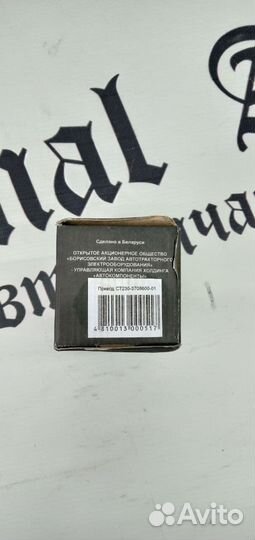 nal
автозапчас
Сделано в Беларуси
ОТКРЫТОЕ АКЦИОНЕРНОЕ ОБЩЕСТВО
«БОРИСОВСКИЙ ЗАВОД АВТОТРАКТОРНОГО
ЭЛЕКТРООБОРУДОВАНИЯ»
- УПРАВЛЯЮЩАЯ КОМПАНИЯ ХОЛДИНГА
«АВТОКОМПОНЕНТЫ»
Привод СТ230-3708600-01
4810013000517
Avito